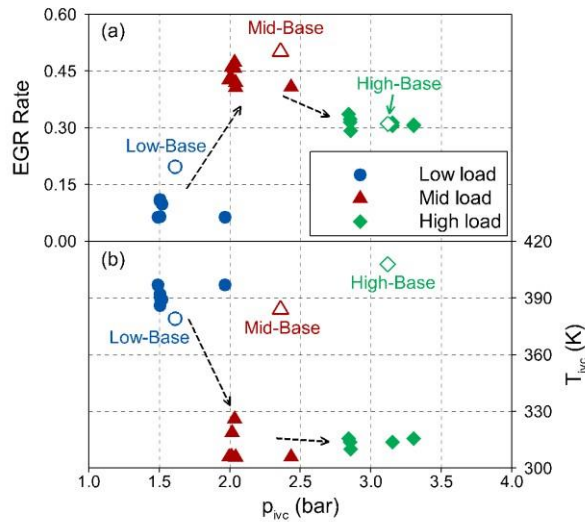 0.60
(a)
Mid-Base
0.45
EGR Rate
High-Base
0.30
Low-Base
Low load
0.15
Mid load
High load
0.00
420
(b)
High-Base
390
Low-Base
Mid-Base
T_ivc (K)
360
330
300
1.0 1.5 2.0 2.5 3.0 3.5 4.0
p_ivc (bar)